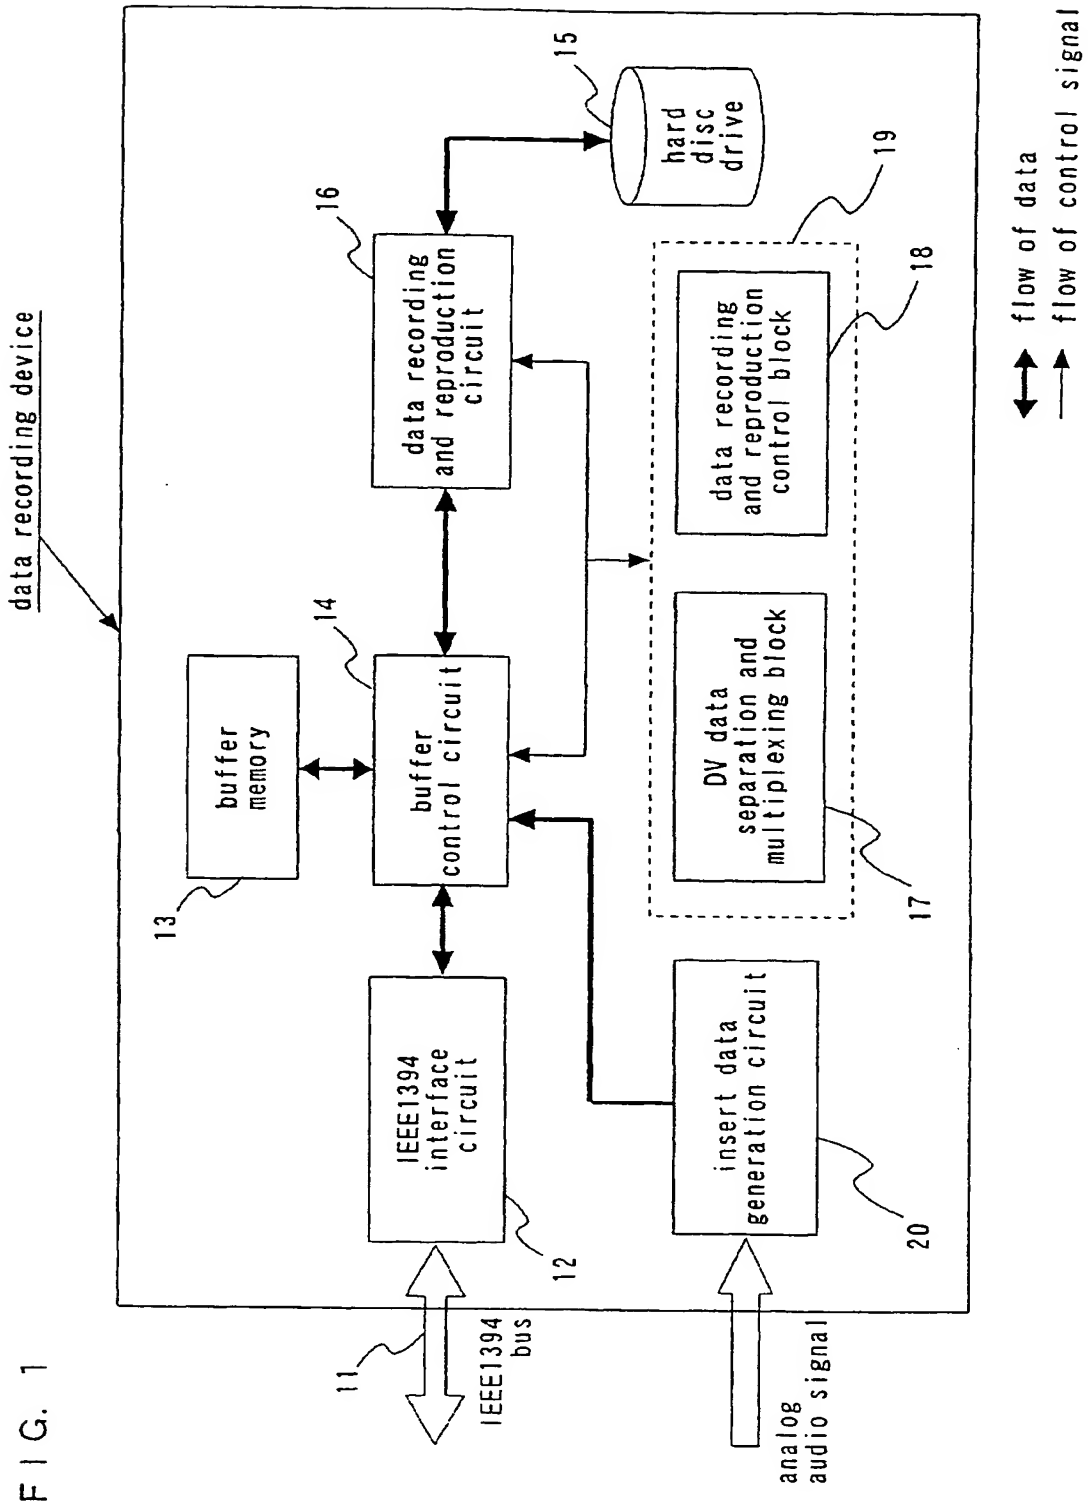 FIG. 1
data recording device
16
data recording
and reproduction
circuit
15
hard
disc
drive
14
buffer
control circuit
13
buffer
memory
IEEE1394
interface
circuit
12
11
IEEE1394
bus
19
data recording
and reproduction
control block
18
DV data
separation and
multiplexing block
17
insert data
generation circuit
20
analog
audio signal
flow of data
flow of control signal